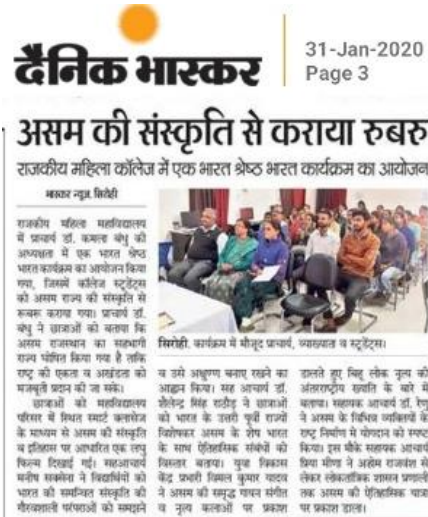 दैनिक भास्कर
31-Jan-2020
Page 3
असम की संस्कृति से कराया रुबरु
राजकीय महिला कॉलेज में एक भारत श्रेष्ठ भारत कार्यक्रम का आयोजन
भास्कर न्यूज. सिरोही
राजकीय महिला महाविद्यालय
में प्राचार्य डॉ. कमला बंधु की
अध्यक्षता में एक भारत श्रेष्ठ
भारत कार्यक्रम का आयोजन किया
गया, जिसमें कॉलेज स्टूडेंट्स
को असम राज्य की संस्कृति से
रूबरू कराया गया। प्राचार्य डॉ.
बंधु ने छात्राओं को बताया कि
असम राजस्थान का सहभागी
राज्य घोषित किया गया है ताकि
राष्ट्र की एकता व अखंडता को
मजबूती प्रदान की जा सके।
छात्राओं को महाविद्यालय
परिसर में स्थित स्मार्ट क्लासेज
के माध्यम से असम की संस्कृति
व इतिहास पर आधारित एक लघु
फिल्म दिखाई गई। सहआचार्य
मनीष सक्सेना ने विद्यार्थियों को
भारत की समन्वित संस्कृति की
गौरवशाली परंपराओं को समझने
सिरोही. कार्यक्रम में मौजूद प्राचार्य, व्याख्याता व स्टूडेंट्स।
व उसे अक्षुण्ण बनाए रखने का
आह्वान किया। सह आचार्य डॉ.
शैलेन्द्र सिंह राठौड़ ने छात्राओं
को भारत के उत्तरी पूर्वी राज्यों
विशेषकर असम के शेष भारत
के साथ ऐतिहासिक संबंधों को
विस्तार बताया। युवा विकास
केंद्र प्रभारी विमल कुमार यादव
ने असम की समृद्ध गायन संगीत
व नृत्य कलाओं पर प्रकाश
डालते हुए बिहू लोक नृत्य की
अंतरराष्ट्रीय ख्याति के बारे में
बताया। सहायक आचार्य डॉ. रेणु
ने असम के विभिन्न व्यक्तियों के
राष्ट्र निर्माण में योगदान को स्पष्ट
किया। इस मौके सहायक आचार्य
प्रिया मीणा ने अहोम राजवंश से
लेकर लोकतांत्रिक शासन प्रणाली
तक असम की ऐतिहासिक यात्रा
पर प्रकाश डाला।